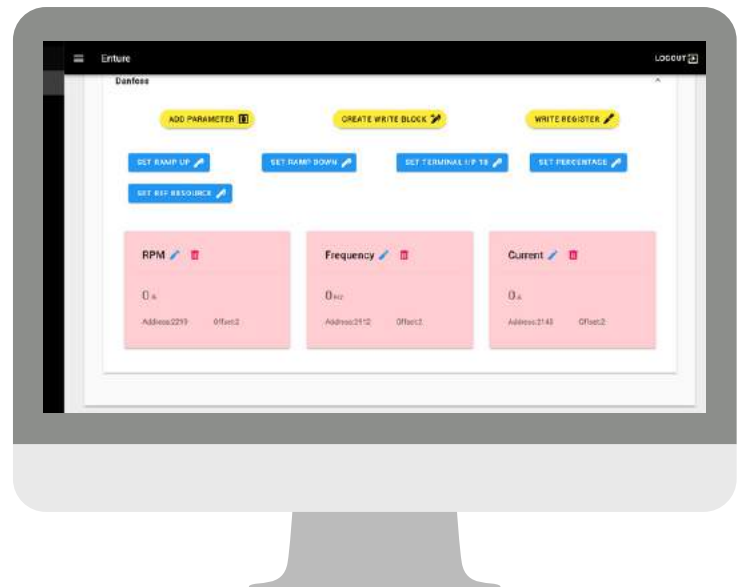 Enture
LOGOUT
Danfoss
ADD PARAMETER
CREATE WRITE BLOCK
WRITE REGISTER
SET RAMP UP
SET RAMP DOWN
SET TERMINAL I/P 18
SET PERCENTAGE
SET REF RESOURCE
RPM
Frequency
Current
0
0 Hz
0 A
Offset:2
Offset:2
Offset:2